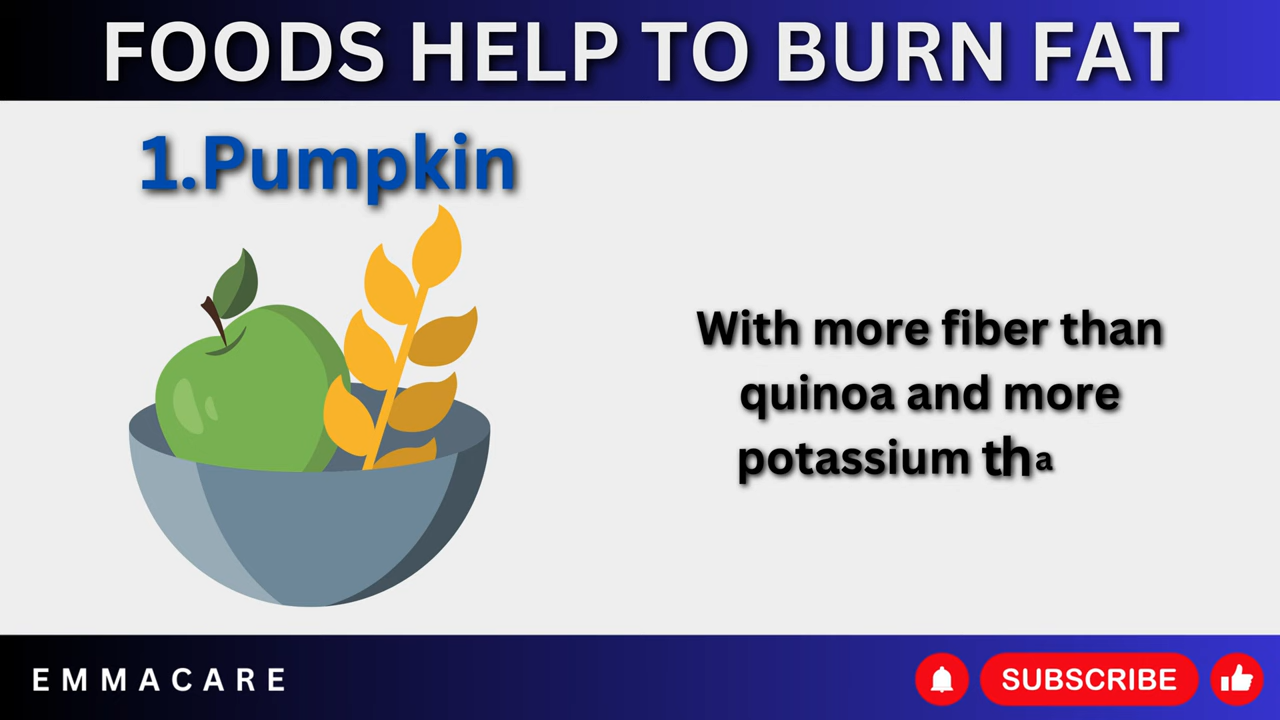 FOODS HELP TO BURN FAT
1.Pumpkin
With more fiber than
quinoa and more
potassium tha
EMMACARE
SUBSCRIBE